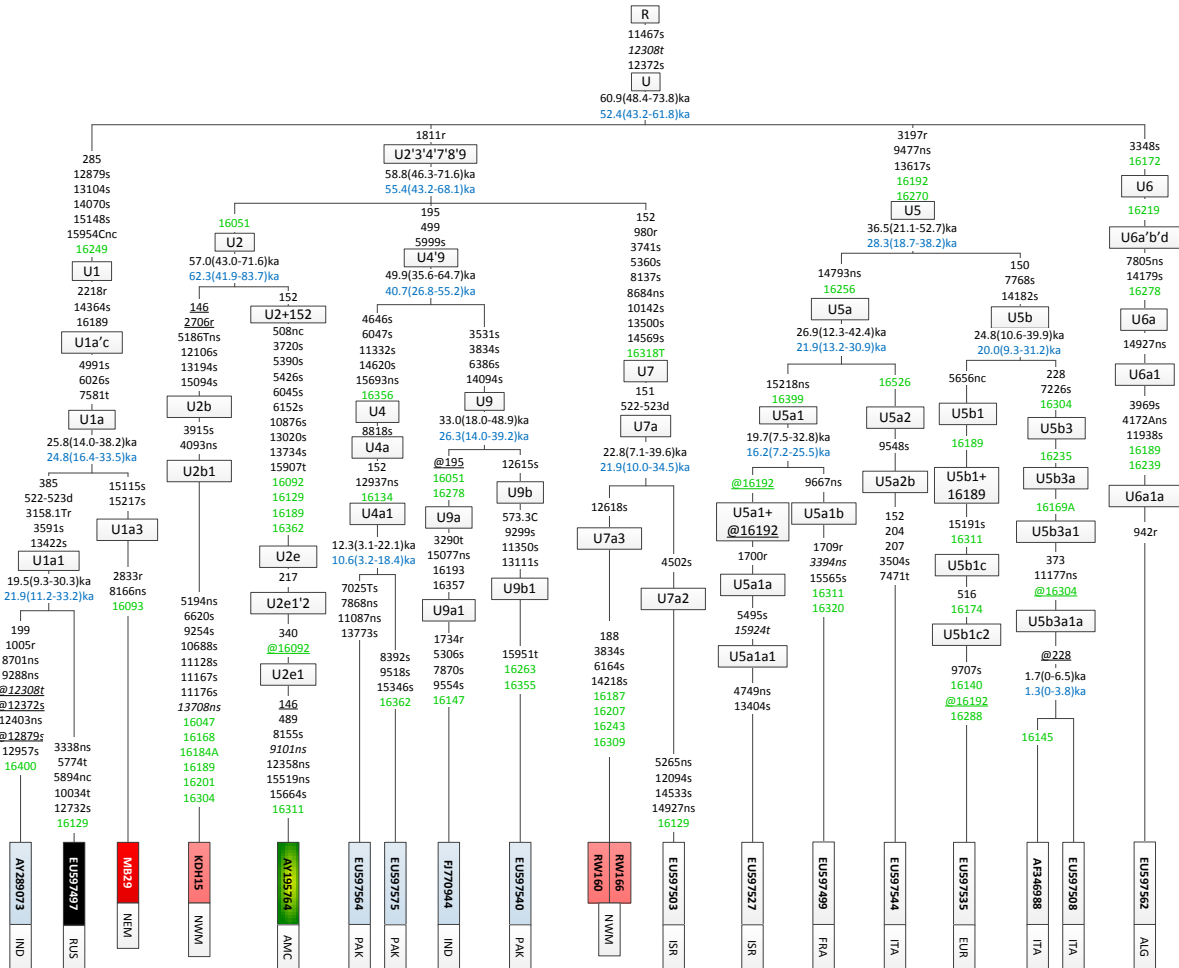 R
11467s
12308t
12372s
U
60.9(48.4-73.8)ka
52.4(43.2-61.8)ka
285
12879s
13104s
14070s
15148s
15954Cnc
16249
U1
2218r
14364s
16189
U1a'c
4991s
6026s
7581t
U1a
25.8(14.0-38.2)ka
24.8(16.4-33.5)ka
385
522-523d
3158.1Tr
3591s
13422s
U1a1
19.5(9.3-30.3)ka
21.9(11.2-33.2)ka
199
1005r
8701ns
9288ns
@12308t
@12372s
12403ns
@12879s
12957s
16400
AY289073
IND
3338ns
5774t
5894nc
10034t
12732s
16129
EU597497
RUS
15115s
15217s
U1a3
2833r
8166ns
16093
MB29
NEM
1811r
U2'3'4'7'8'9
58.8(46.3-71.6)ka
55.4(43.2-68.1)ka
16051
U2
57.0(43.0-71.6)ka
62.3(41.9-83.7)ka
146
2706r
5186Tns
12106s
13194s
15094s
U2b
3915s
4093ns
U2b1
5194ns
6620s
9254s
10688s
11128s
11167s
11176s
13708ns
16047
16168
16184A
16189
16201
16304
KDH15
NWM
152
U2+152
508nc
3720s
5390s
5426s
6045s
6152s
10876s
13020s
13734s
15907t
16092
16129
16189
16362
U2e
217
U2e1'2
340
@16092
U2e1
146
489
8155s
9101ns
12358ns
15519ns
15664s
16311
AY195764
AMC
195
499
5999s
U4'9
49.9(35.6-64.7)ka
40.7(26.8-55.2)ka
4646s
6047s
11332s
14620s
15693ns
16356
U4
8818s
U4a
152
12937ns
16134
U4a1
12.3(3.1-22.1)ka
10.6(3.2-18.4)ka
7025Ts
7868ns
11087ns
13773s
EU597564
PAK
8392s
9518s
15346s
16362
EU597575
PAK
3531s
3834s
6386s
14094s
U9
33.0(18.0-48.9)ka
26.3(14.0-39.2)ka
@195
16051
16278
U9a
3290t
15077ns
16193
16357
U9a1
1734r
5306s
7870s
9554s
16147
FJ770944
IND
12615s
U9b
573.3C
9299s
11350s
13111s
U9b1
15951t
16263
16355
EU597540
PAK
152
980r
3741s
5360s
8137s
8684ns
10142s
13500s
14569s
16318T
U7
151
522-523d
U7a
22.8(7.1-39.6)ka
21.9(10.0-34.5)ka
12618s
U7a3
188
3834s
6164s
14218s
16187
16207
16243
16309
RW160
RW166
NWM
4502s
U7a2
5265ns
12094s
14533s
14927ns
16129
EU597503
ISR
3197r
9477ns
13617s
16192
16270
U5
36.5(21.1-52.7)ka
28.3(18.7-38.2)ka
14793ns
16256
U5a
26.9(12.3-42.4)ka
21.9(13.2-30.9)ka
15218ns
16399
U5a1
19.7(7.5-32.8)ka
16.2(7.2-25.5)ka
@16192
U5a1+
@16192
1700r
U5a1a
5495s
15924t
U5a1a1
4749ns
13404s
EU597527
ISR
9667ns
U5a1b
1709r
3394ns
15565s
16311
16320
EU597499
FRA
16526
U5a2
9548s
U5a2b
152
204
207
3504s
7471t
EU597544
ITA
150
7768s
14182s
U5b
24.8(10.6-39.9)ka
20.0(9.3-31.2)ka
5656nc
U5b1
16189
U5b1+
16189
15191s
16311
U5b1c
516
16174
U5b1c2
9707s
16140
@16192
16288
EU597535
EUR
228
7226s
16304
U5b3
16235
U5b3a
16169A
U5b3a1
373
11177ns
@16304
U5b3a1a
@228
1.7(0-6.5)ka
1.3(0-3.8)ka
16145
AF346988
ITA
EU597508
ITA
3348s
16172
U6
16219
U6a'b'd
7805ns
14179s
16278
U6a
14927ns
U6a1
3969s
4172Ans
11938s
16189
16239
U6a1a
942r
EU597562
ALG